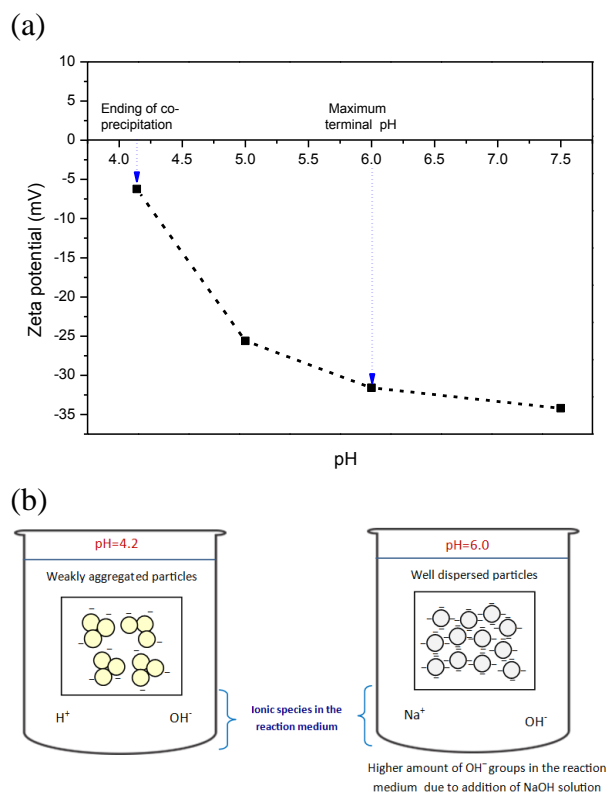 (a)
10
5
0
-5
-10
-15
-20
-25
-30
-35
Zeta potential (mV)
Ending of co-
precipitation
Maximum
terminal pH
4.0 4.5 5.0 5.5 6.0 6.5 7.0 7.5
pH
(b)
pH=4.2
Weakly aggregated particles
H⁺ OH⁻
Ionic species in the
reaction medium
pH=6.0
Well dispersed particles
Na⁺ OH⁻
Higher amount of OH⁻ groups in the reaction
medium due to addition of NaOH solution